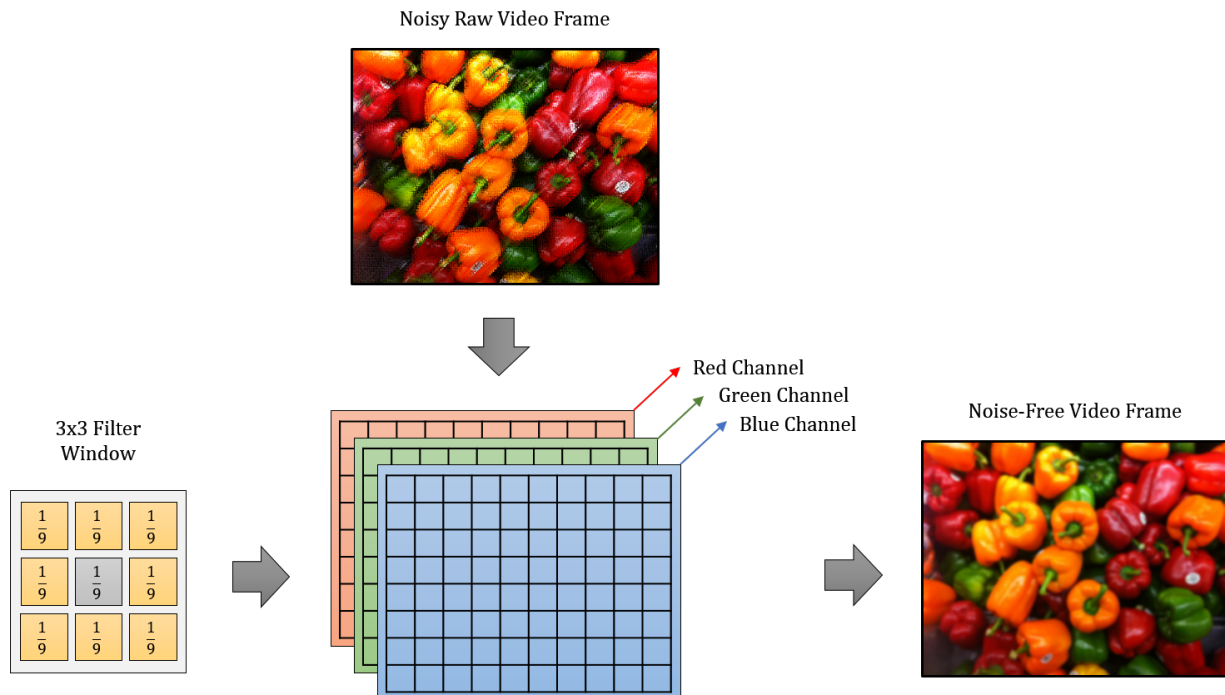 Noisy Raw Video Frame
Red Channel
Green Channel
Blue Channel
3x3 Filter
Window
1/9 1/9 1/9
1/9 1/9 1/9
1/9 1/9 1/9
Noise-Free Video Frame